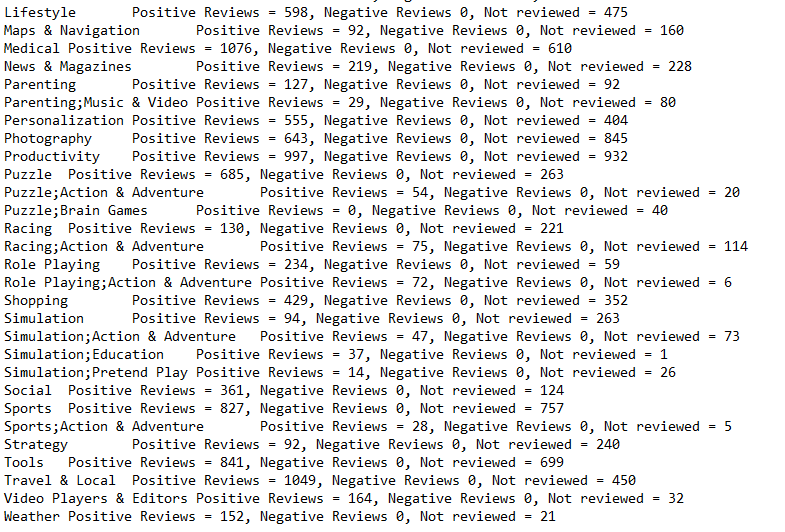 Lifestyle Positive Reviews = 598, Negative Reviews 0, Not reviewed = 475
Maps & Navigation Positive Reviews = 92, Negative Reviews 0, Not reviewed = 160
Medical Positive Reviews = 1076, Negative Reviews 0, Not reviewed = 610
News & Magazines Positive Reviews = 219, Negative Reviews 0, Not reviewed = 228
Parenting Positive Reviews = 127, Negative Reviews 0, Not reviewed = 92
Parenting;Music & Video Positive Reviews = 29, Negative Reviews 0, Not reviewed = 80
Personalization Positive Reviews = 555, Negative Reviews 0, Not reviewed = 404
Photography Positive Reviews = 643, Negative Reviews 0, Not reviewed = 845
Productivity Positive Reviews = 997, Negative Reviews 0, Not reviewed = 932
Puzzle Positive Reviews = 685, Negative Reviews 0, Not reviewed = 263
Puzzle;Action & Adventure Positive Reviews = 54, Negative Reviews 0, Not reviewed = 20
Puzzle;Brain Games Positive Reviews = 0, Negative Reviews 0, Not reviewed = 40
Racing Positive Reviews = 130, Negative Reviews 0, Not reviewed = 221
Racing;Action & Adventure Positive Reviews = 75, Negative Reviews 0, Not reviewed = 114
Role Playing Positive Reviews = 234, Negative Reviews 0, Not reviewed = 59
Role Playing;Action & Adventure Positive Reviews = 72, Negative Reviews 0, Not reviewed = 6
Shopping Positive Reviews = 429, Negative Reviews 0, Not reviewed = 352
Simulation Positive Reviews = 94, Negative Reviews 0, Not reviewed = 263
Simulation;Action & Adventure Positive Reviews = 47, Negative Reviews 0, Not reviewed = 73
Simulation;Education Positive Reviews = 37, Negative Reviews 0, Not reviewed = 1
Simulation;Pretend Play Positive Reviews = 14, Negative Reviews 0, Not reviewed = 26
Social Positive Reviews = 361, Negative Reviews 0, Not reviewed = 124
Sports Positive Reviews = 827, Negative Reviews 0, Not reviewed = 757
Sports;Action & Adventure Positive Reviews = 28, Negative Reviews 0, Not reviewed = 5
Strategy Positive Reviews = 92, Negative Reviews 0, Not reviewed = 240
Tools Positive Reviews = 841, Negative Reviews 0, Not reviewed = 699
Travel & Local Positive Reviews = 1049, Negative Reviews 0, Not reviewed = 450
Video Players & Editors Positive Reviews = 164, Negative Reviews 0, Not reviewed = 32
Weather Positive Reviews = 152, Negative Reviews 0, Not reviewed = 21